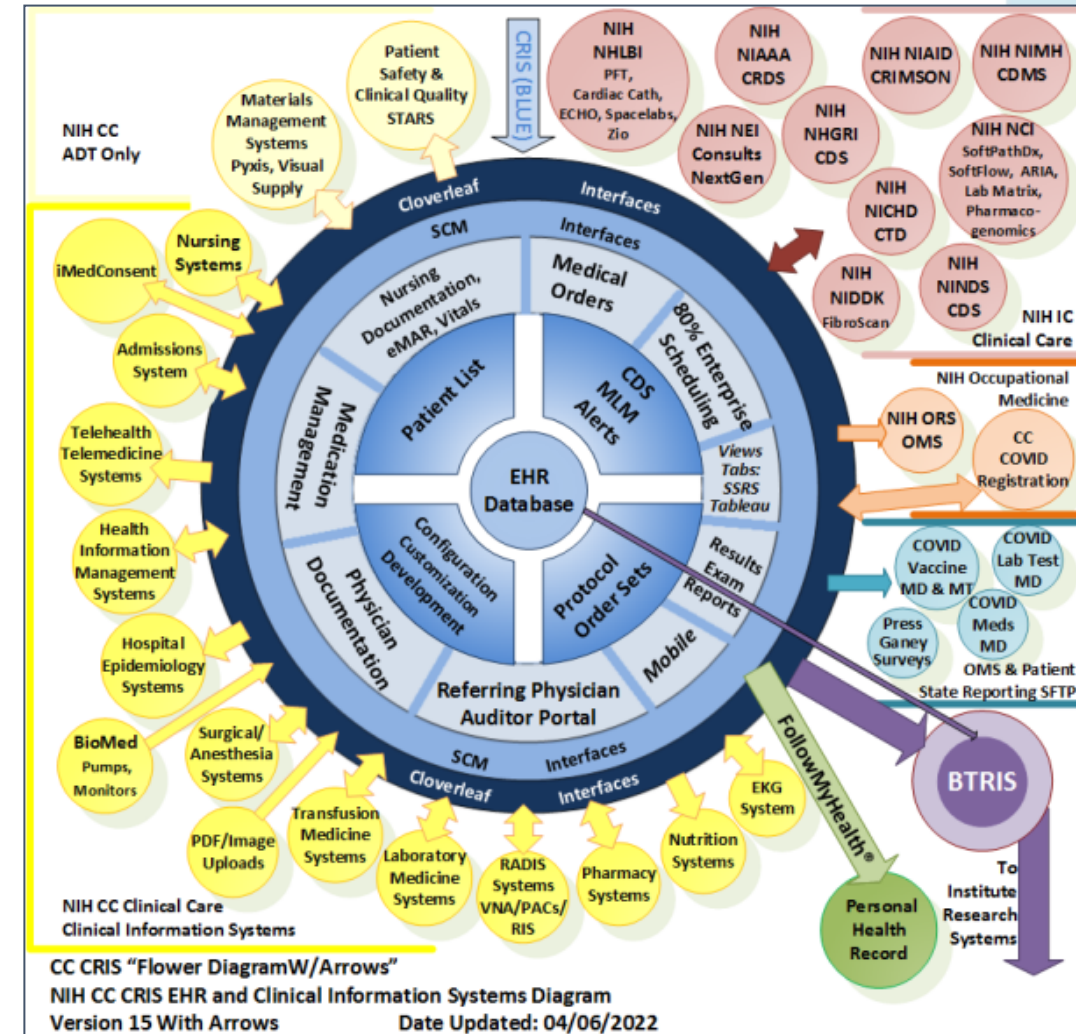 NIH CC
ADT Only
Materials
Management
Systems
Pyxis, Visual
Supply
Patient
Safety &
Clinical Quality
STARS
CRIS (BLUE)
NIH
NHLBI
PFT,
Cardiac Cath,
ECHO, Spacelabs,
Zio
NIH
NIAAA
CRDS
NIH NIAID
CRIMSON
NIH NIMH
CDMS
NIH NEI
Consults
NextGen
NIH
NHGRI
CDS
NIH NCI
SoftPathDx,
SoftFlow, ARIA,
Lab Matrix,
Pharmaco-
genomics
NIH
NICHD
CTD
NIH
NIDDK
FibroScan
NIH
NINDS
CDS
NIH IC
Clinical Care
Cloverleaf
Interfaces
SCM
Interfaces
Nursing
Documentation,
eMAR, Vitals
Medical
Orders
80% Enterprise
Scheduling
Views
Tabs:
SSRS
Tableau
Results
Exam
Reports
Mobile
Referring Physician
Auditor Portal
Physician
Documentation
Medication
Management
Patient List
CDS
MLM
Alerts
EHR
Database
Configuration
Customization
Development
Protocol
Order Sets
SCM
Interfaces
Cloverleaf
Interfaces
Nursing
Systems
iMedConsent
Admissions
System
Telehealth
Telemedicine
Systems
Health
Information
Management
Systems
Hospital
Epidemiology
Systems
BioMed
Pumps,
Monitors
Surgical/
Anesthesia
Systems
PDF/Image
Uploads
Transfusion
Medicine
Systems
Laboratory
Medicine
Systems
RADIS
Systems
VNA/PACs/
RIS
Pharmacy
Systems
Nutrition
Systems
EKG
System
NIH Occupational
Medicine
NIH ORS
OMS
CC
COVID
Registration
COVID
Vaccine
MD & MT
COVID
Lab Test
MD
COVID
Meds
MD
Press
Ganey
Surveys
OMS & Patient
State Reporting SFTP
BTRIS
FollowMyHealth®
Personal
Health
Record
To
Institute
Research
Systems
NIH CC Clinical Care
Clinical Information Systems
CC CRIS “Flower DiagramW/Arrows”
NIH CC CRIS EHR and Clinical Information Systems Diagram
Version 15 With Arrows Date Updated: 04/06/2022